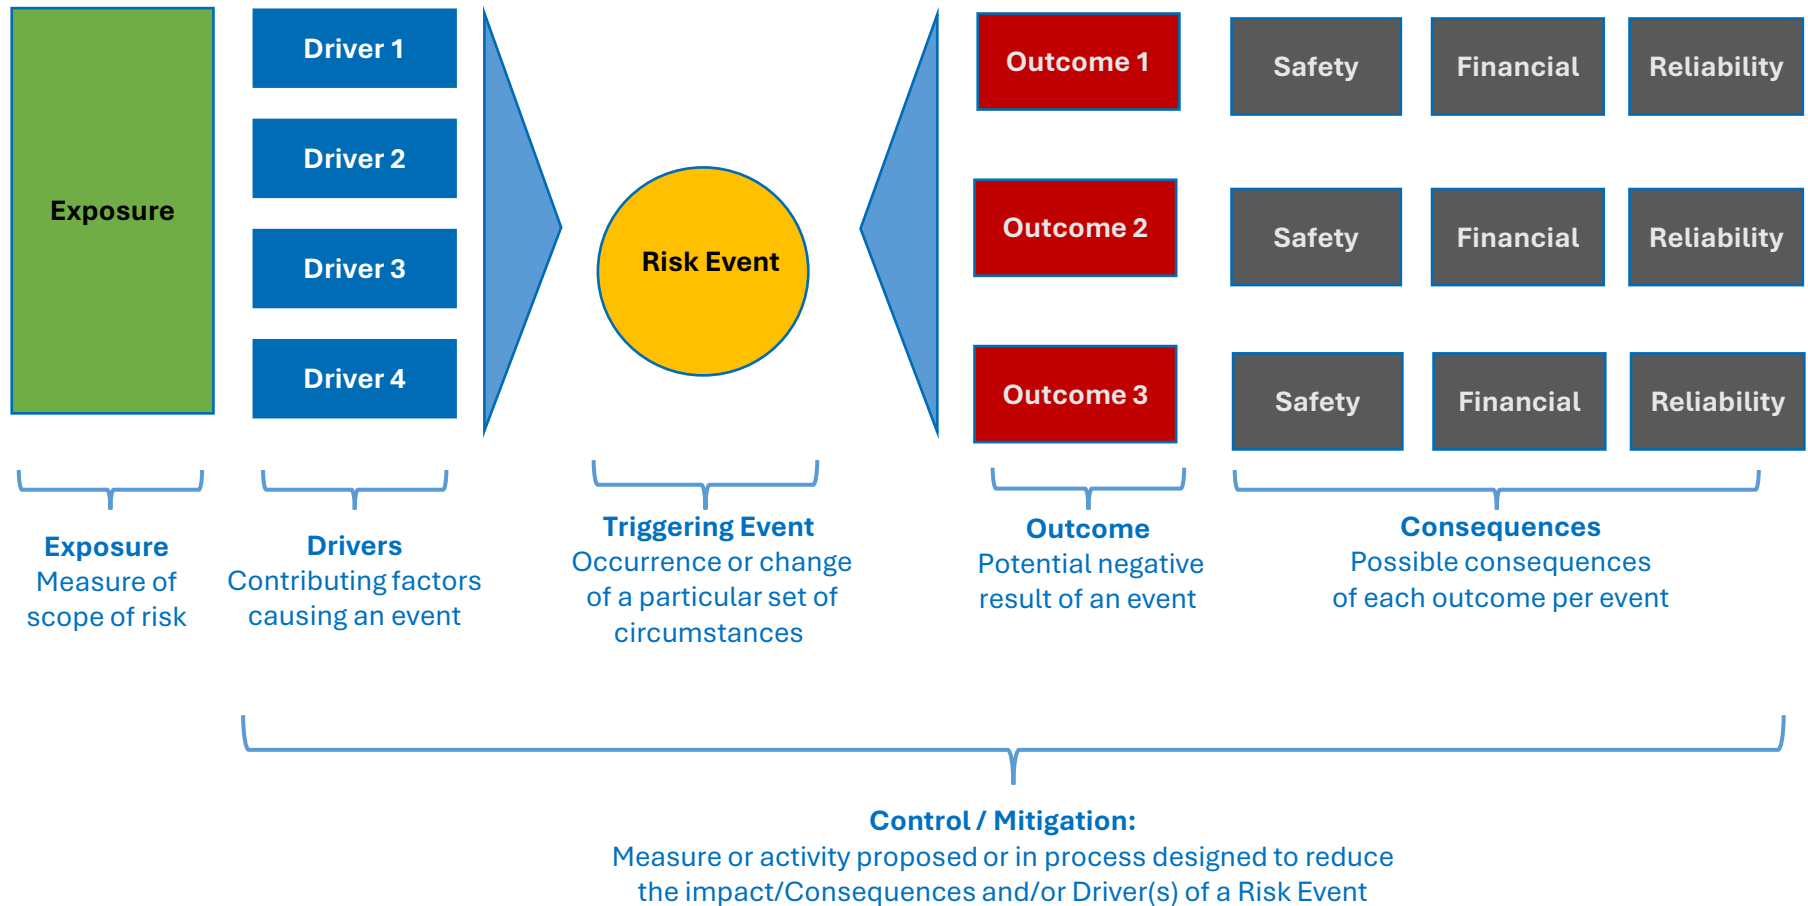 Exposure
Driver 1
Driver 2
Driver 3
Driver 4
Risk Event
Outcome 1
Safety
Financial
Reliability
Outcome 2
Safety
Financial
Reliability
Outcome 3
Safety
Financial
Reliability
Exposure
Measure of
scope of risk
Drivers
Contributing factors
causing an event
Triggering Event
Occurrence or change
of a particular set of
circumstances
Outcome
Potential negative
result of an event
Consequences
Possible consequences
of each outcome per event
Control / Mitigation:
Measure or activity proposed or in process designed to reduce
the impact/Consequences and/or Driver(s) of a Risk Event